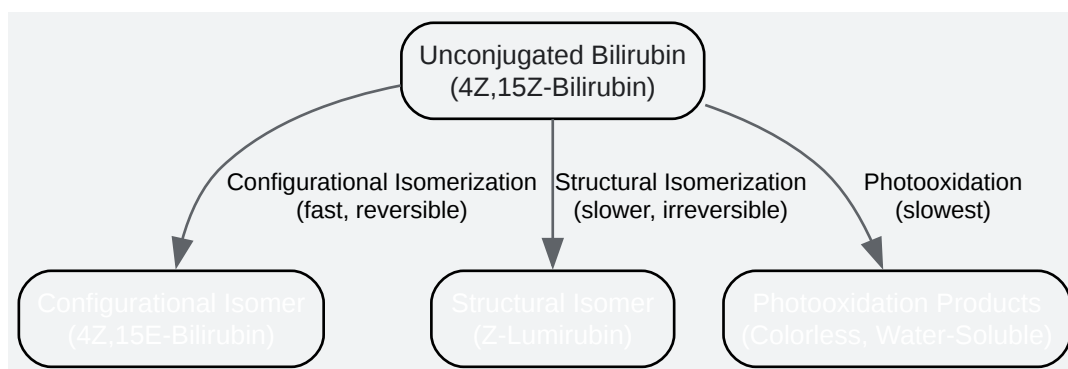 Unconjugated Bilirubin
(4Z,15Z-Bilirubin)
Configurational Isomerization
(fast, reversible)
Structural Isomerization
(slower, irreversible)
Photooxidation
(slowest)
Configurational Isomer
(4Z,15E-Bilirubin)
Structural Isomer
(Z-Lumirubin)
Photooxidation Products
(Colorless, Water-Soluble)